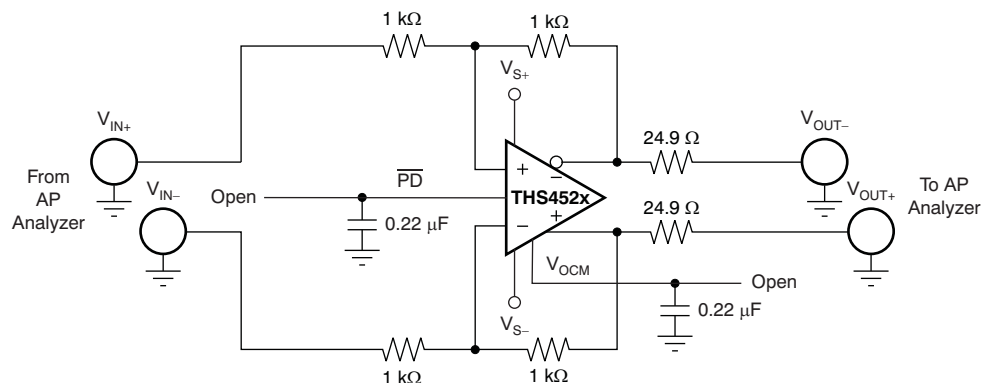 1 kΩ
1 kΩ
V_S+
V_IN+
V_OUT−
24.9 Ω
From
AP
Analyzer
V_IN−
PD
Open
+
−
THS452x
V_OUT+
To AP
Analyzer
0.22 μF
+
−
24.9 Ω
V_OCM
Open
0.22 μF
V_S−
1 kΩ
1 kΩ